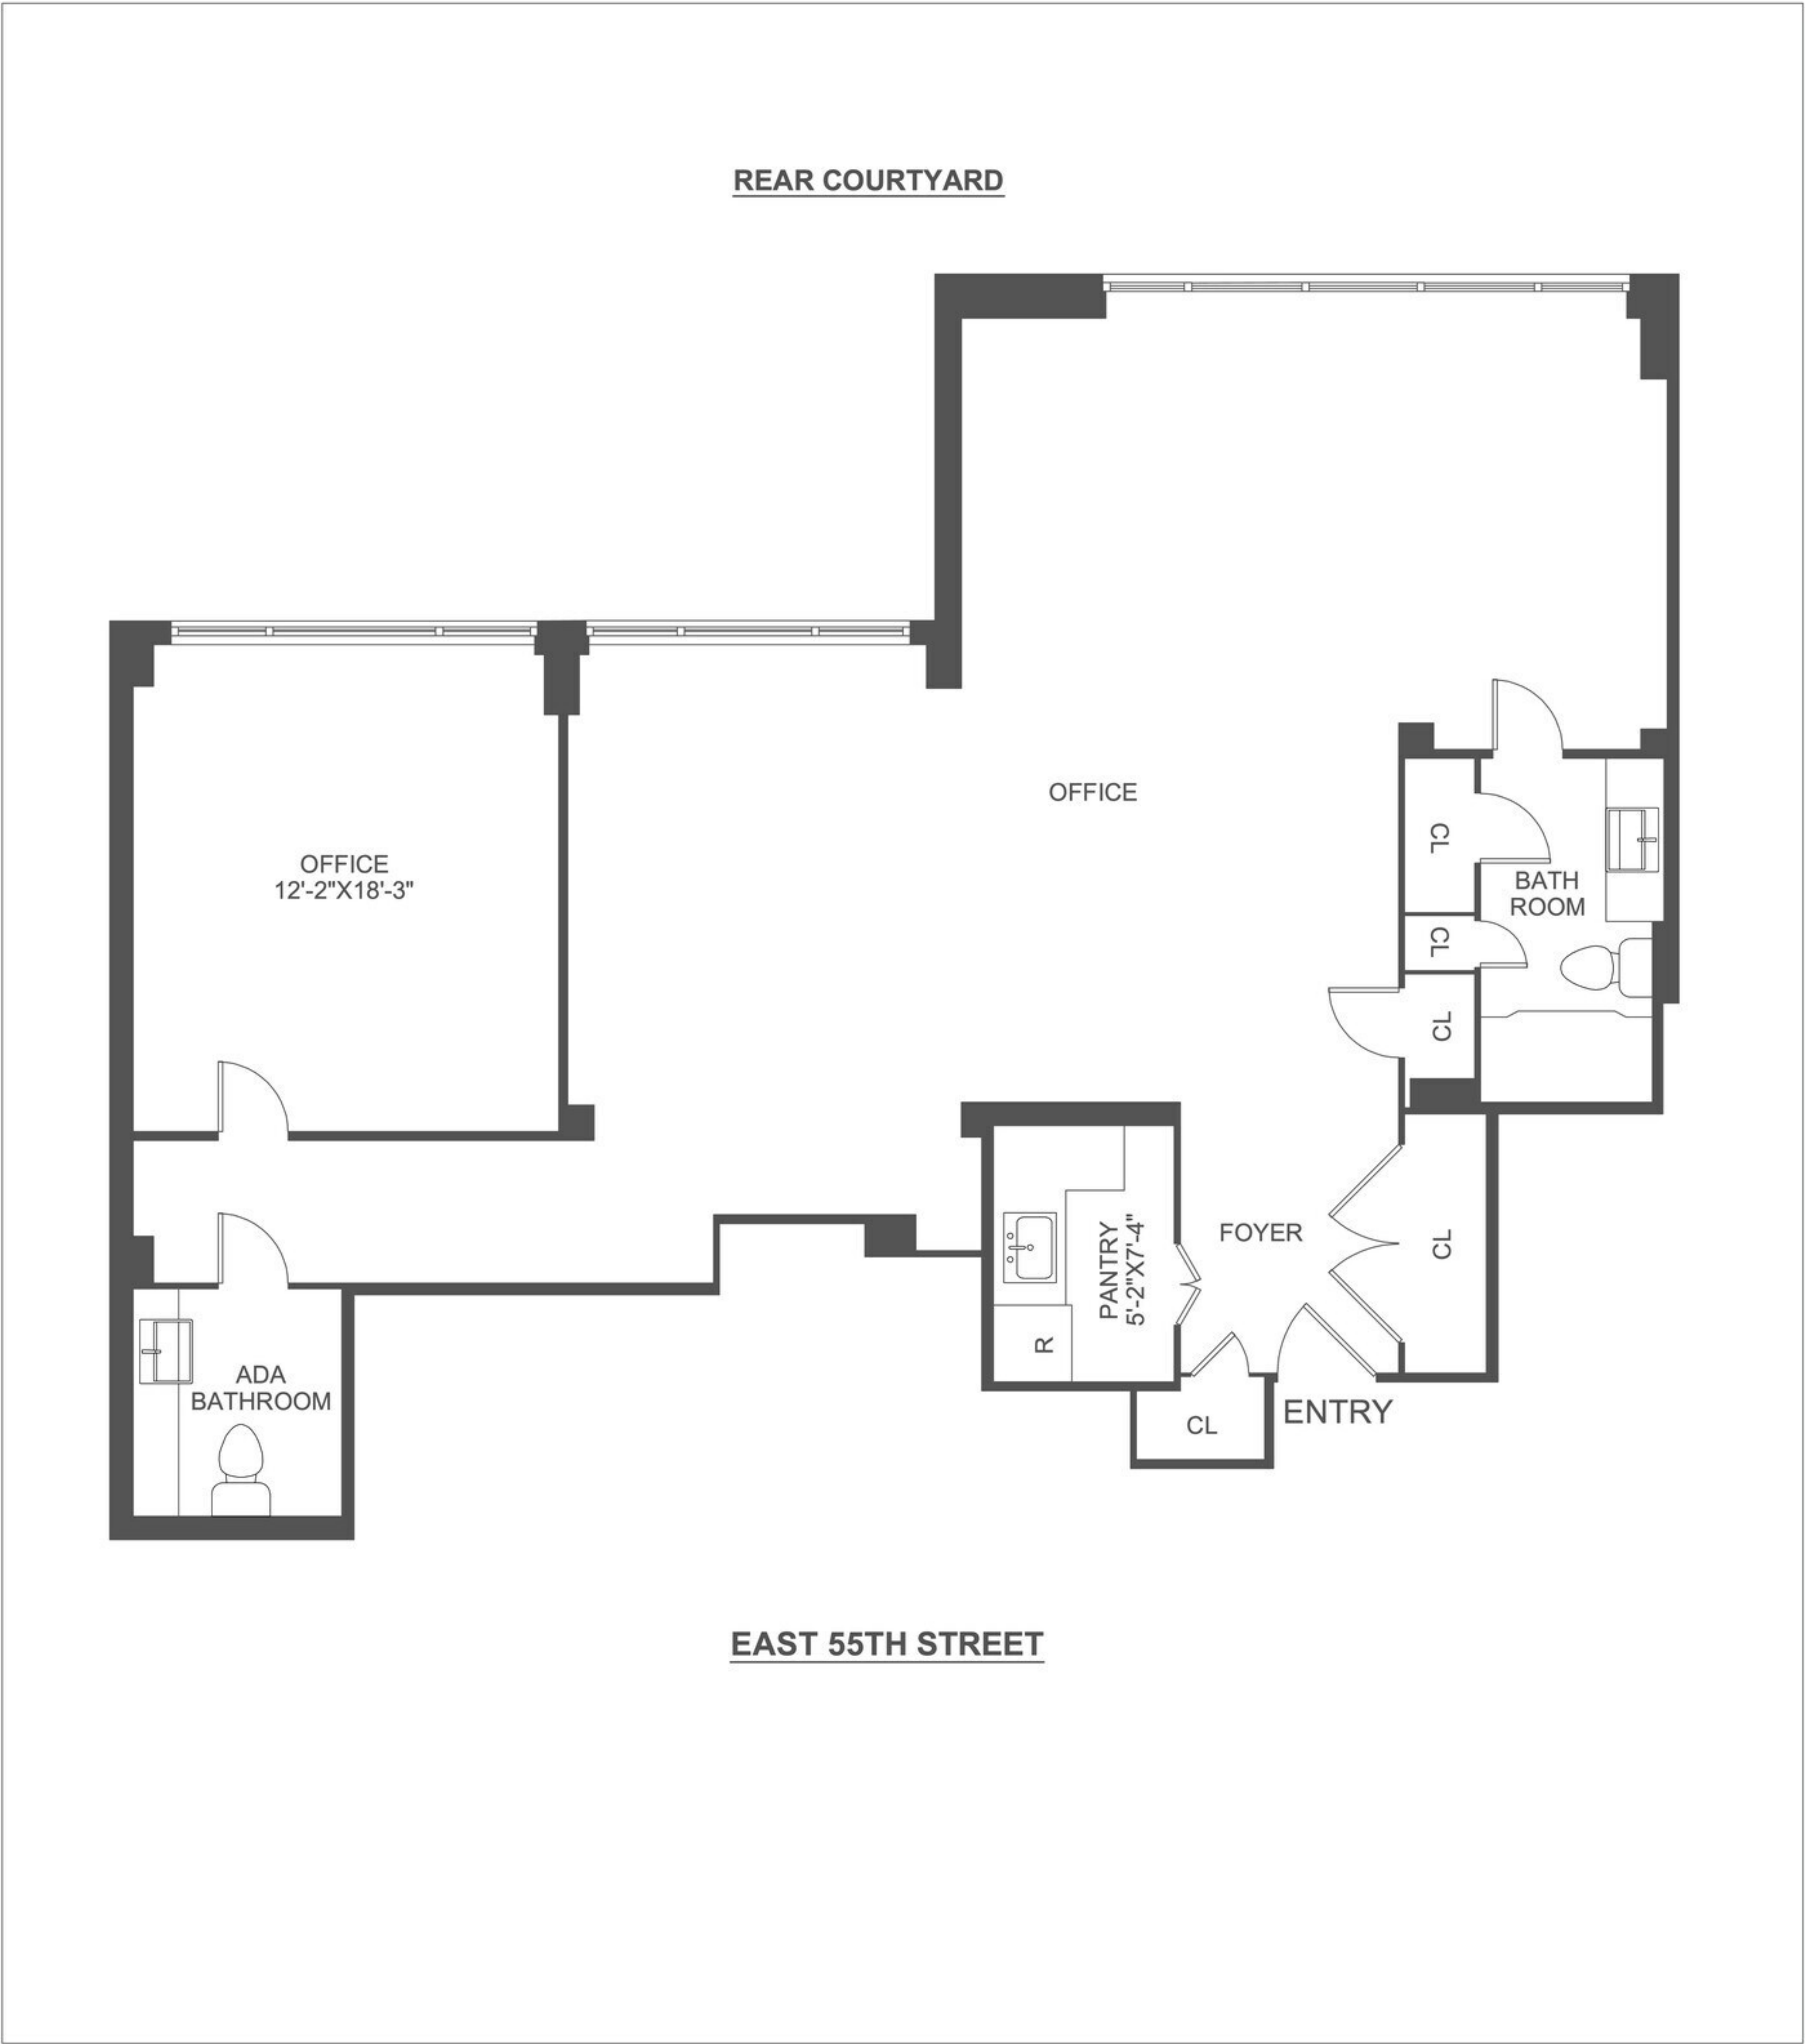 REAR COURTYARD
OFFICE
OFFICE
12'-2"X18'-3"
CL
BATH
ROOM
CL
CL
PANTRY
5'-2"X7'-4"
FOYER
CL
R
ADA
BATHROOM
ENTRY
CL
EAST 55TH STREET